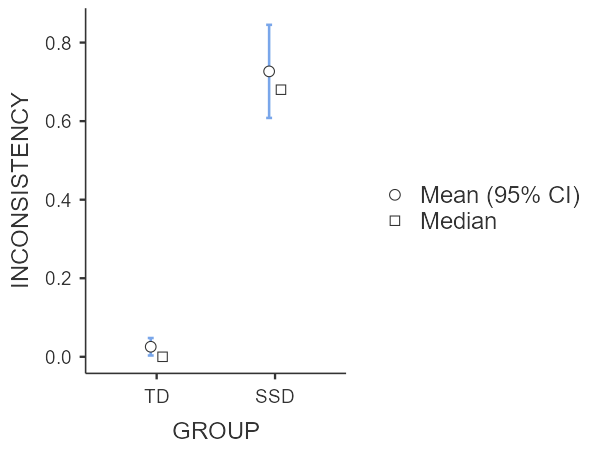 INCONSISTENCY
0.8
0.6
0.4
0.2
0.0
TD SSD
GROUP
Mean (95% CI)
Median